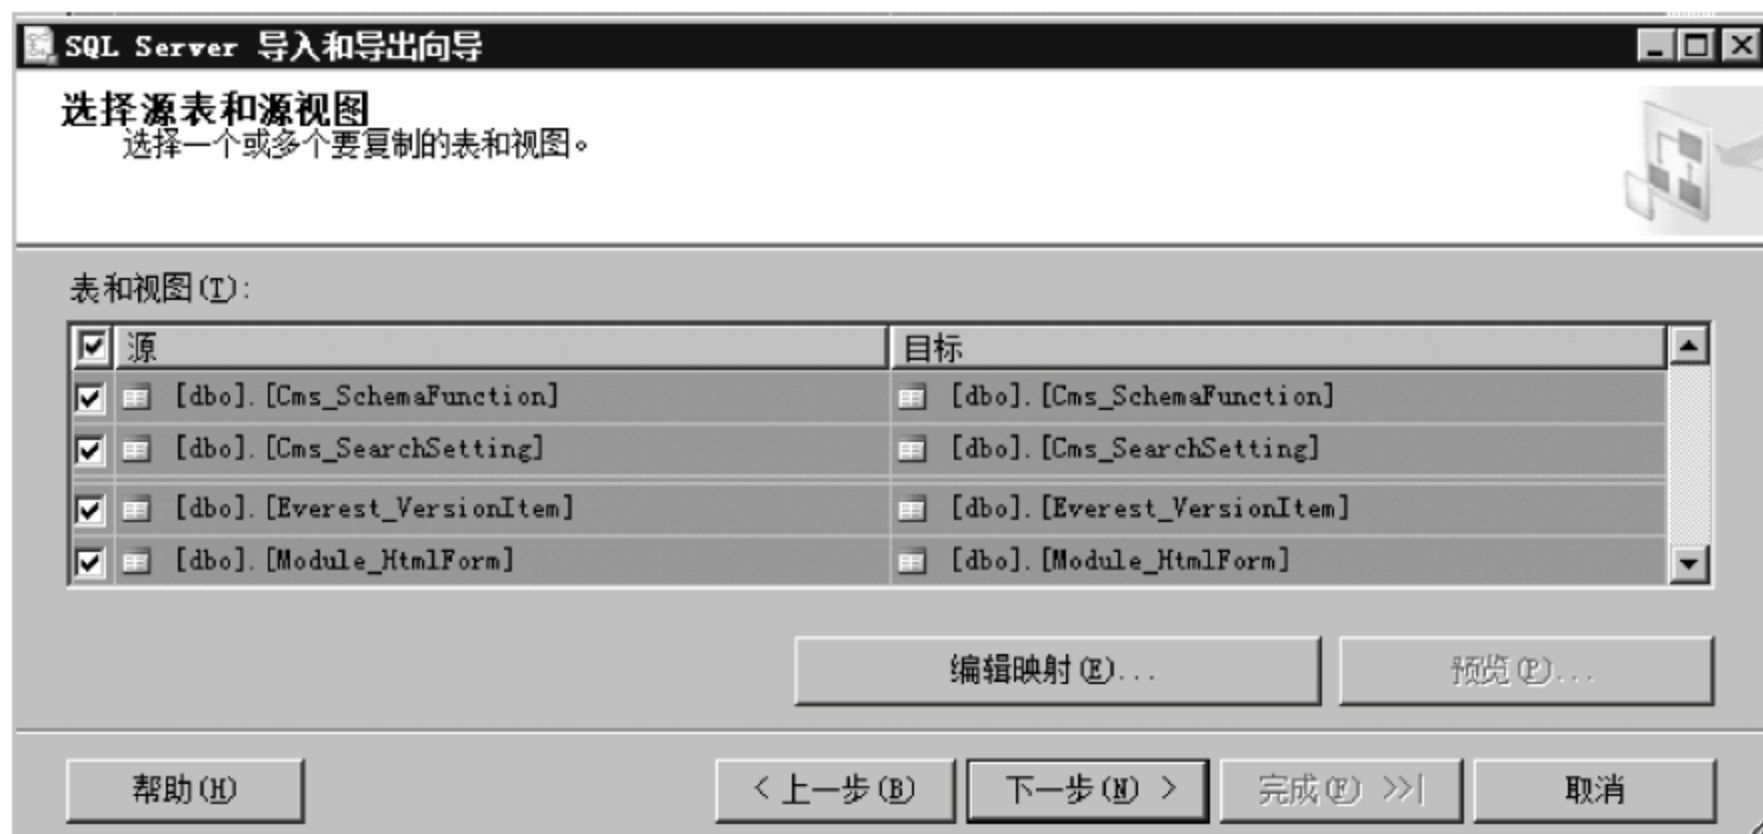 SQL Server 导入和导出向导
选择源表和源视图
选择一个或多个要复制的表和视图。
表和视图(T):
源 目标
[dbo].[Cms_SchemaFunction] [dbo].[Cms_SchemaFunction]
[dbo].[Cms_SearchSetting] [dbo].[Cms_SearchSetting]
[dbo].[Everest_VersionItem] [dbo].[Everest_VersionItem]
[dbo].[Module_HtmlForm] [dbo].[Module_HtmlForm]
编辑映射(E)... 预览(P)...
帮助(H) < 上一步(B) 下一步(N) > 完成(F) >>| 取消